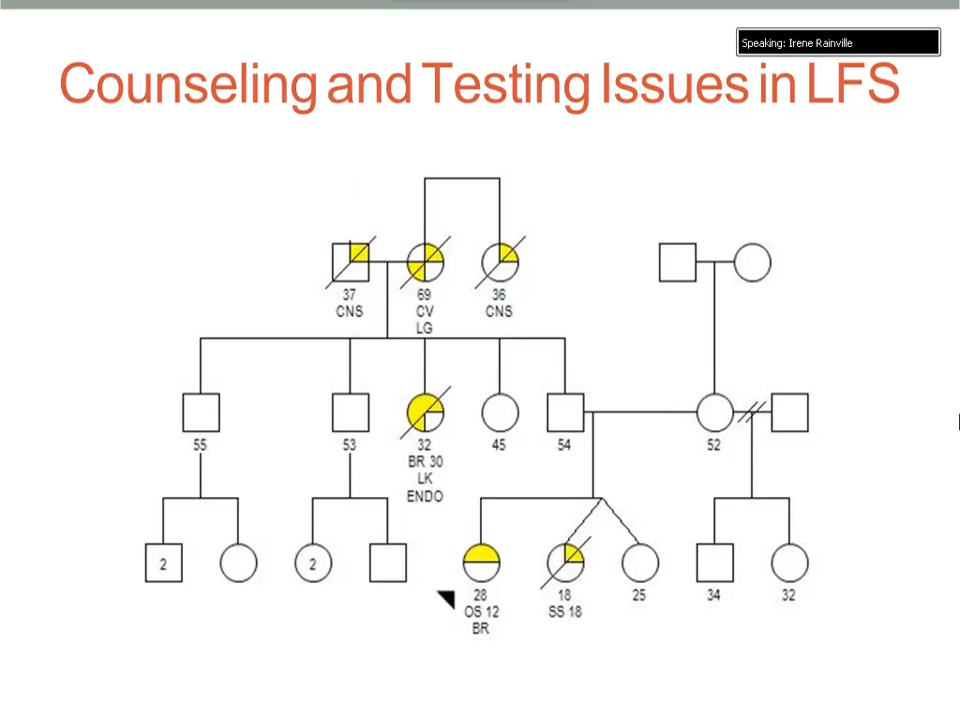 Speaking: Irene Rainville
Counseling and Testing Issues in LFS
37
CNS
69
CV
LG
36
CNS
55
53
32
BR 30
LK
ENDO
45
54
52
2
2
28
OS 12
BR
18
SS 18
25
34
32